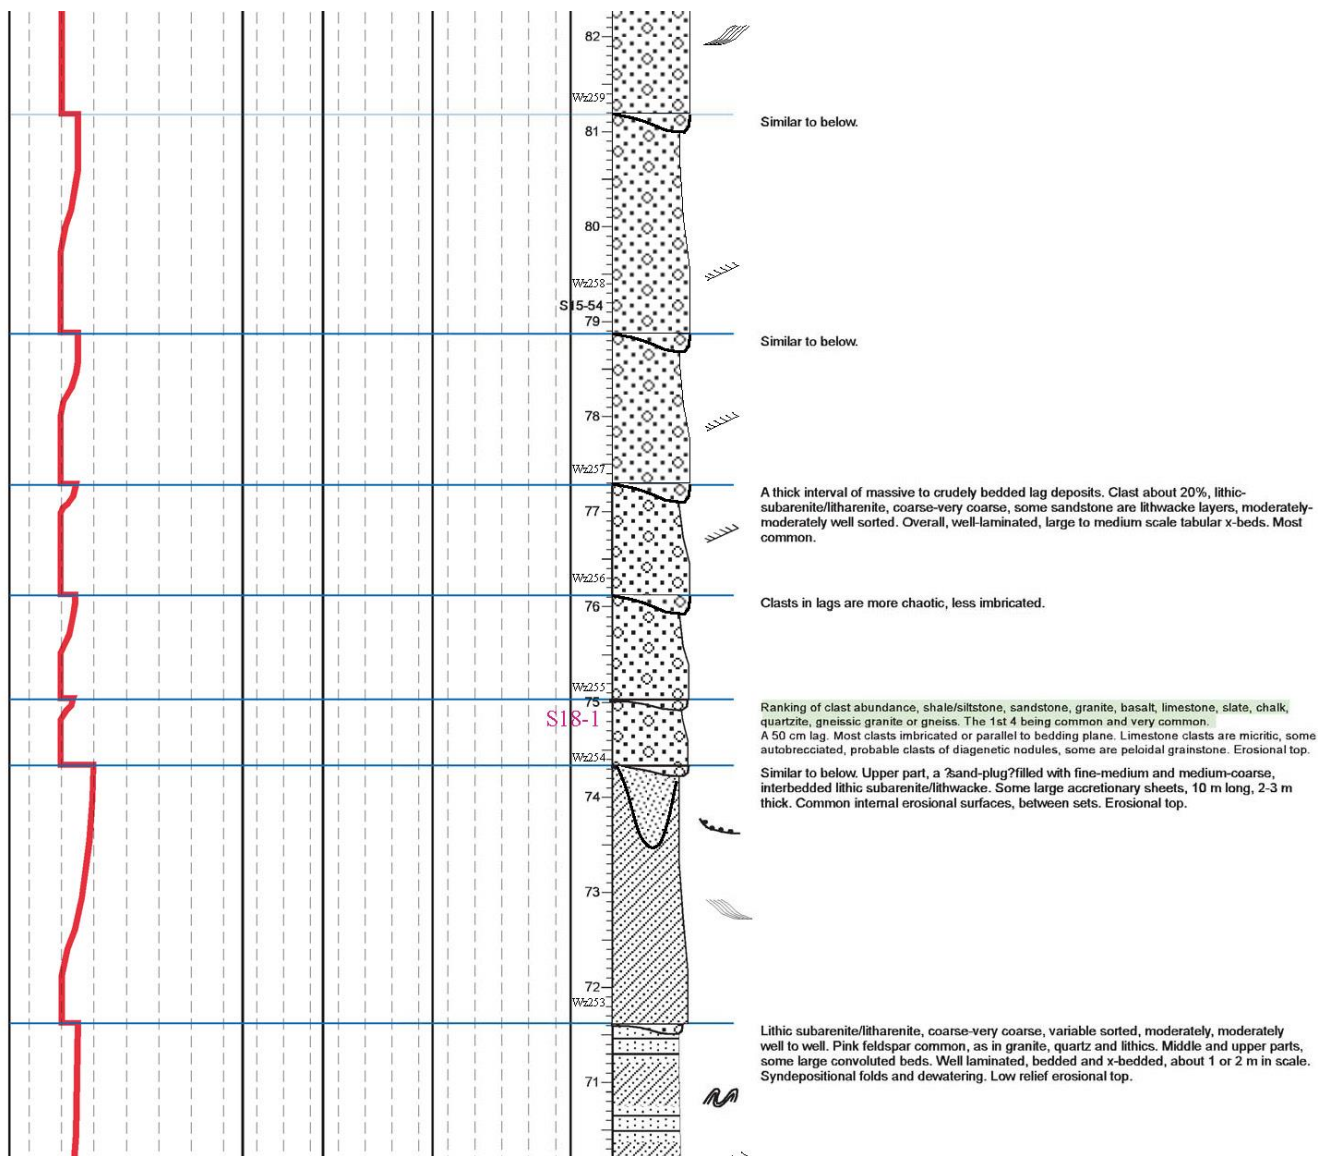 82
Wz259
Similar to below.
81
80
Wz258
S15-54
79
Similar to below.
78
Wz257
A thick interval of massive to crudely bedded lag deposits. Clast about 20%, lithic-
subarenite/litharenite, coarse-very coarse, some sandstone are lithwacke layers, moderately-
moderately well sorted. Overall, well-laminated, large to medium scale tabular x-beds. Most
common.
77
Wz256
76
Clasts in lags are more chaotic, less imbricated.
Wz255
75
S18-1
Ranking of clast abundance, shale/siltstone, sandstone, granite, basalt, limestone, slate, chalk,
quartzite, gneissic granite or gneiss. The 1st 4 being common and very common.
A 50 cm lag. Most clasts imbricated or parallel to bedding plane. Limestone clasts are micritic, some
autobrecciated, probable clasts of diagenetic nodules, some are peloidal grainstone. Erosional top.
Wz254
Similar to below. Upper part, a ?sand-plug?filled with fine-medium and medium-coarse,
interbedded lithic subarenite/lithwacke. Some large accretionary sheets, 10 m long, 2-3 m
thick. Common internal erosional surfaces, between sets. Erosional top.
74
73
72
Wz253
Lithic subarenite/litharenite, coarse-very coarse, variable sorted, moderately, moderately
well to well. Pink feldspar common, as in granite, quartz and lithics. Middle and upper parts,
some large convoluted beds. Well laminated, bedded and x-bedded, about 1 or 2 m in scale.
Syndepositional folds and dewatering. Low relief erosional top.
71